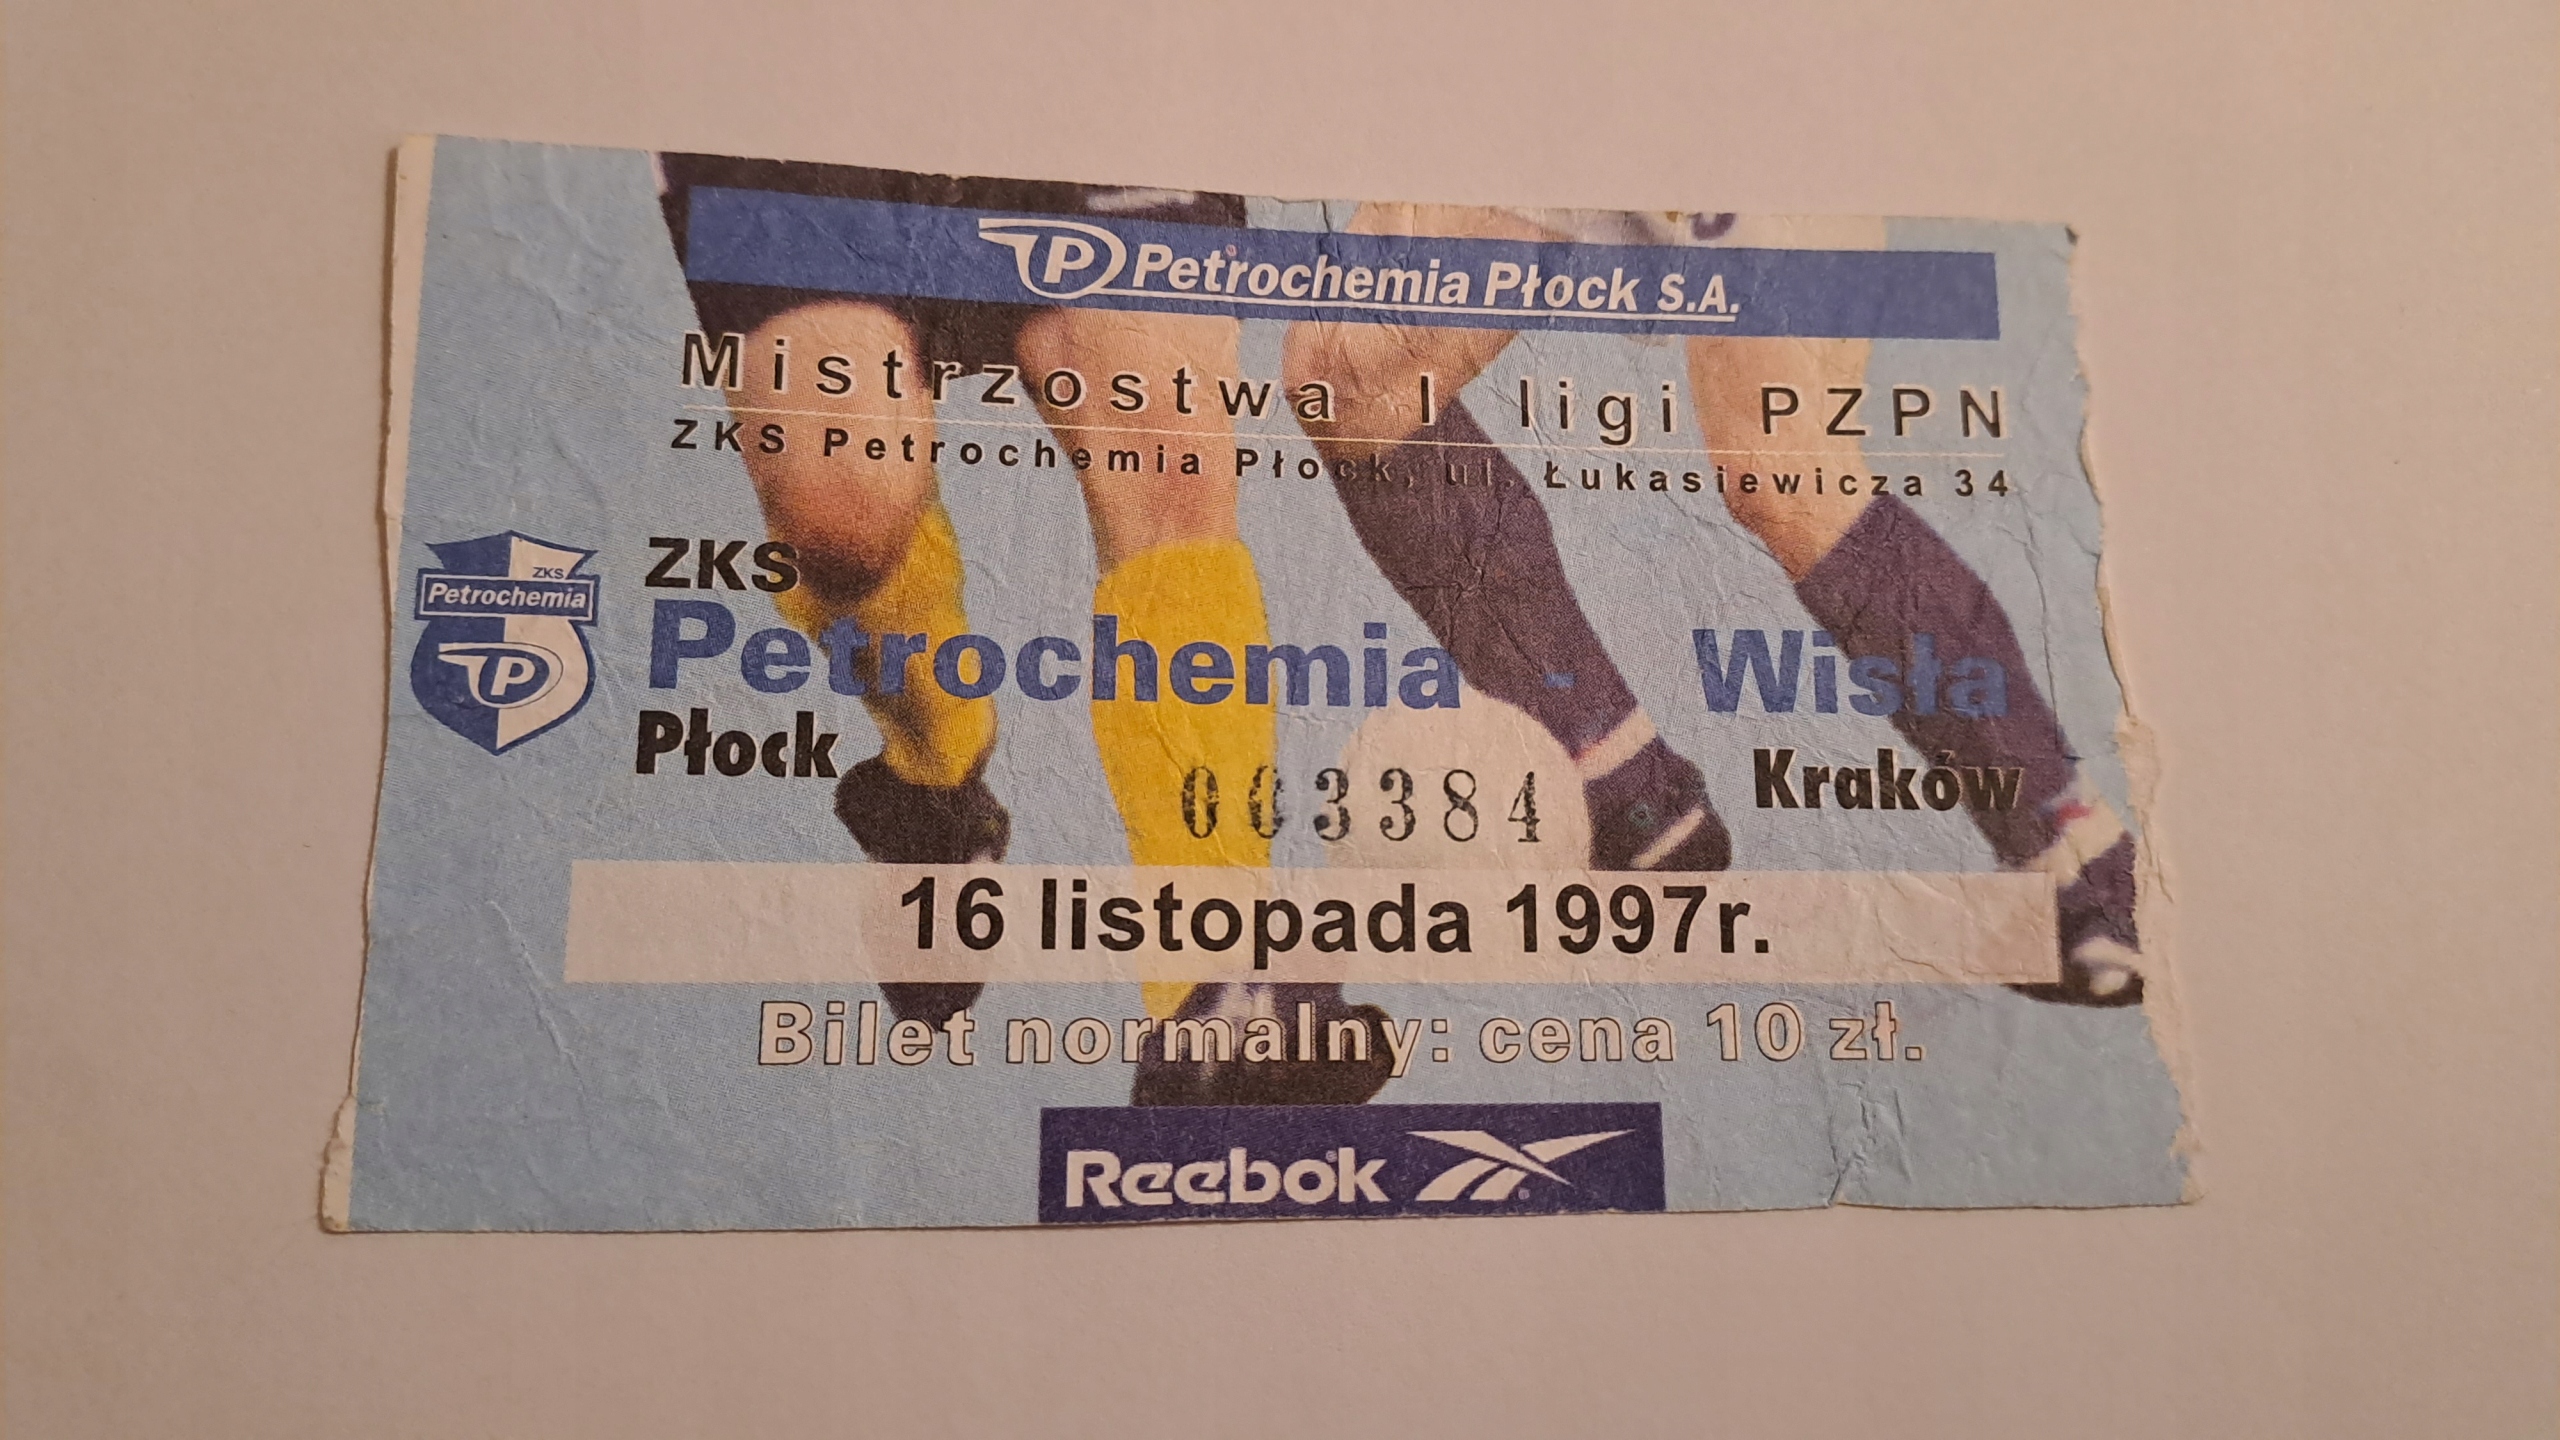 P Petrochemia Płock S.A.
Mistrzostwa I ligi PZPN
ZKS Petrochemia Płock, ul. Łukasiewicza 34
ZKS
Petrochemia
P
ZKS
Petrochemia - Wisła
Płock
Kraków
003384
16 listopada 1997r.
Bilet normalny: cena 10 zł.
Reebok